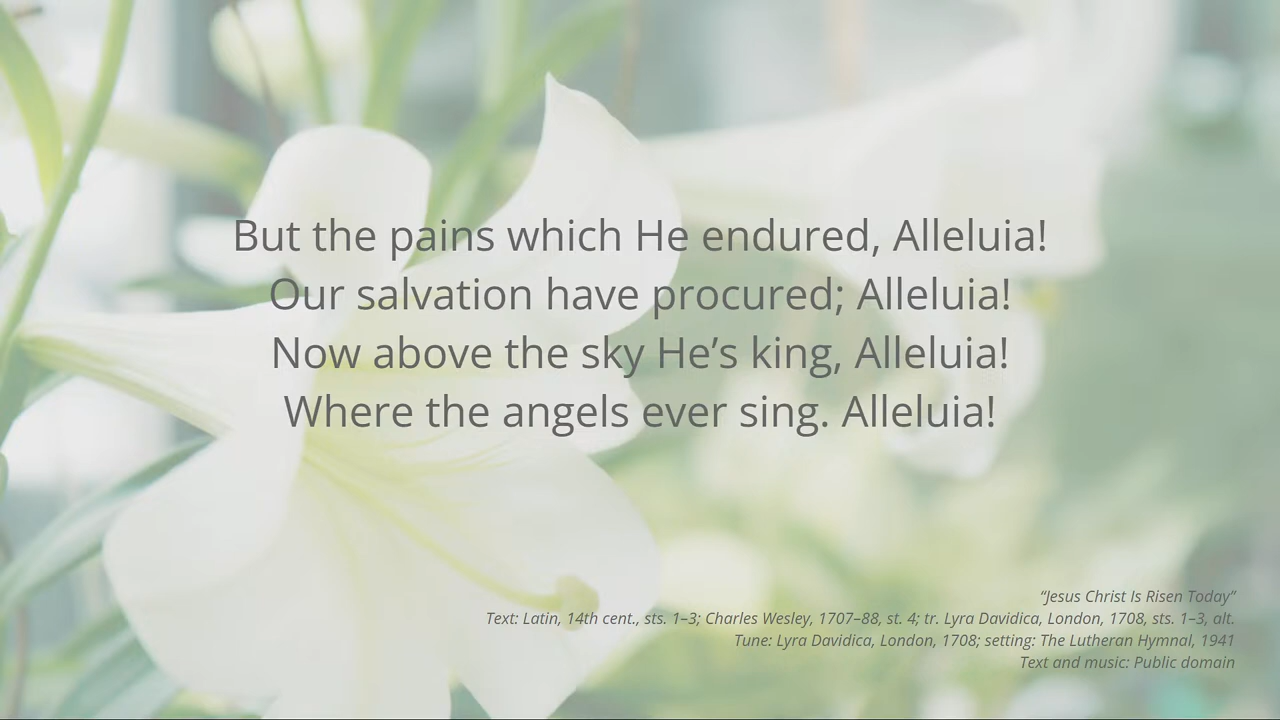 But the pains which He endured, Alleluia!
Our salvation have procured; Alleluia!
Now above the sky He’s king, Alleluia!
Where the angels ever sing. Alleluia!
“Jesus Christ Is Risen Today”
Text: Latin, 14th cent., sts. 1–3; Charles Wesley, 1707–88, st. 4; tr. Lyra Davidica, London, 1708, sts. 1–3, alt.
Tune: Lyra Davidica, London, 1708; setting: The Lutheran Hymnal, 1941
Text and music: Public domain